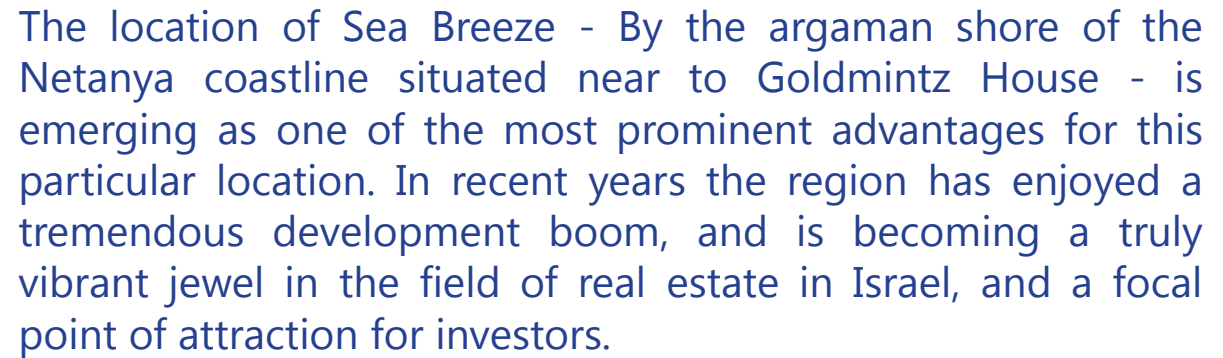 The location of Sea Breeze - By the argaman shore of the
Netanya coastline situated near to Goldmintz House - is
emerging as one of the most prominent advantages for this
particular location. In recent years the region has enjoyed a
tremendous development boom, and is becoming a truly
vibrant jewel in the field of real estate in Israel, and a focal
point of attraction for investors.